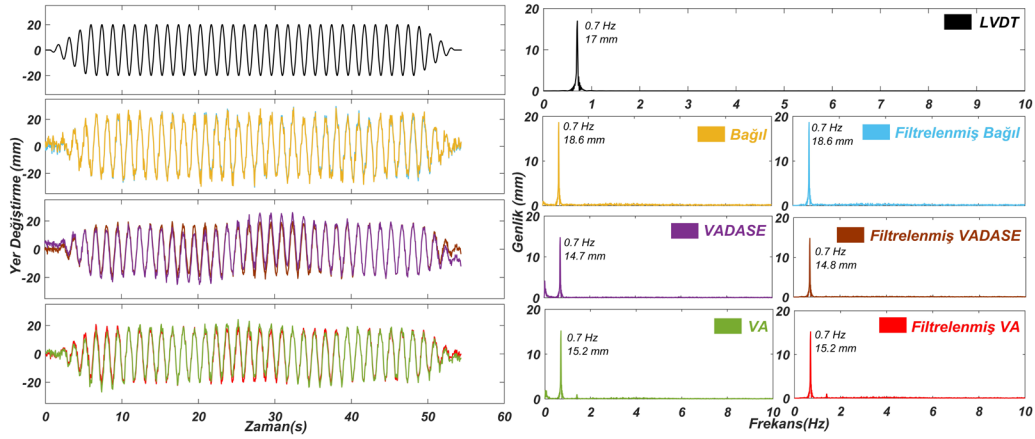 Yer Değiştirme (mm)
20
0
-20
20
0
-20
20
0
-20
20
0
-20
0
10
20
30
40
50
60
Zaman(s)
Genlik (mm)
20
10
0
0.7 Hz
17 mm
LVDT
0
1
2
3
4
5
6
7
8
9
10
20
10
0
0.7 Hz
18.6 mm
Bağıl
0.7 Hz
18.6 mm
Filtrelenmiş Bağıl
20
10
0
0.7 Hz
14.7 mm
VADASE
0.7 Hz
14.8 mm
Filtrelenmiş VADASE
20
10
0
0.7 Hz
15.2 mm
VA
0.7 Hz
15.2 mm
Filtrelenmiş VA
0
2
4
6
8
10
0
2
4
6
8
10
Frekans(Hz)